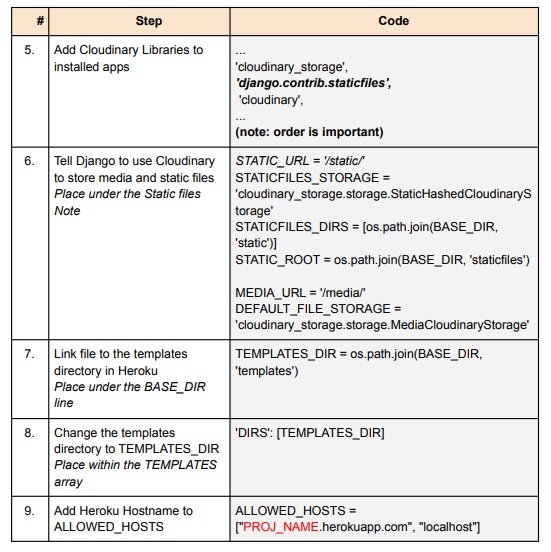 # Step Code
5. Add Cloudinary Libraries to
installed apps
...
'cloudinary_storage',
'django.contrib.staticfiles',
'cloudinary',
...
(note: order is important)
6. Tell Django to use Cloudinary
to store media and static files
Place under the Static files
Note
STATIC_URL = '/static/'
STATICFILES_STORAGE =
'cloudinary_storage.storage.StaticHashedCloudinaryS
torage'
STATICFILES_DIRS = [os.path.join(BASE_DIR,
'static')]
STATIC_ROOT = os.path.join(BASE_DIR, 'staticfiles')
MEDIA_URL = '/media/'
DEFAULT_FILE_STORAGE =
'cloudinary_storage.storage.MediaCloudinaryStorage'
7. Link file to the templates
directory in Heroku
Place under the BASE_DIR
line
TEMPLATES_DIR = os.path.join(BASE_DIR,
'templates')
8. Change the templates
directory to TEMPLATES_DIR
Place within the TEMPLATES
array
'DIRS': [TEMPLATES_DIR]
9. Add Heroku Hostname to
ALLOWED_HOSTS
ALLOWED_HOSTS =
["PROJ_NAME.herokuapp.com", "localhost"]